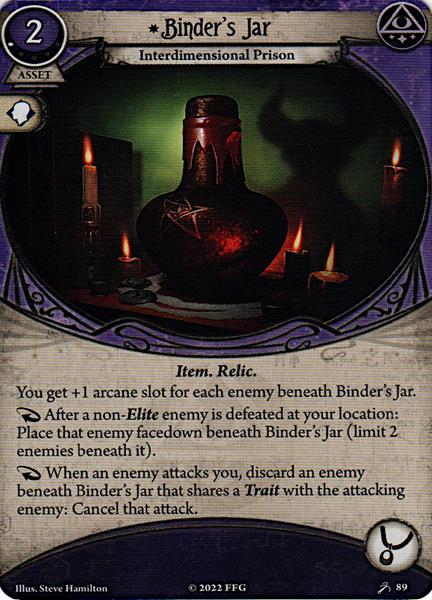 2
ASSET
*Binder's Jar
Interdimensional Prison
Item. Relic.
You get +1 arcane slot for each enemy beneath Binder's Jar.
After a non-Elite enemy is defeated at your location:
Place that enemy facedown beneath Binder's Jar (limit 2
enemies beneath it).
When an enemy attacks you, discard an enemy
beneath Binder's Jar that shares a Trait with the attacking
enemy: Cancel that attack.
Illus. Steve Hamilton
© 2022 FFG
89